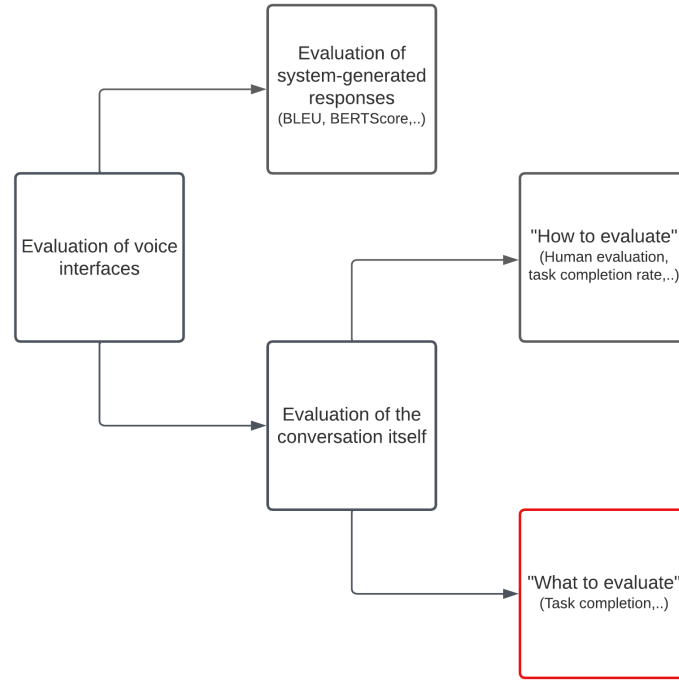 Evaluation of
system-generated
responses
(BLEU, BERTScore,..)
Evaluation of voice
interfaces
"How to evaluate"
(Human evaluation,
task completion rate,..)
Evaluation of the
conversation itself
"What to evaluate"
(Task completion,..)